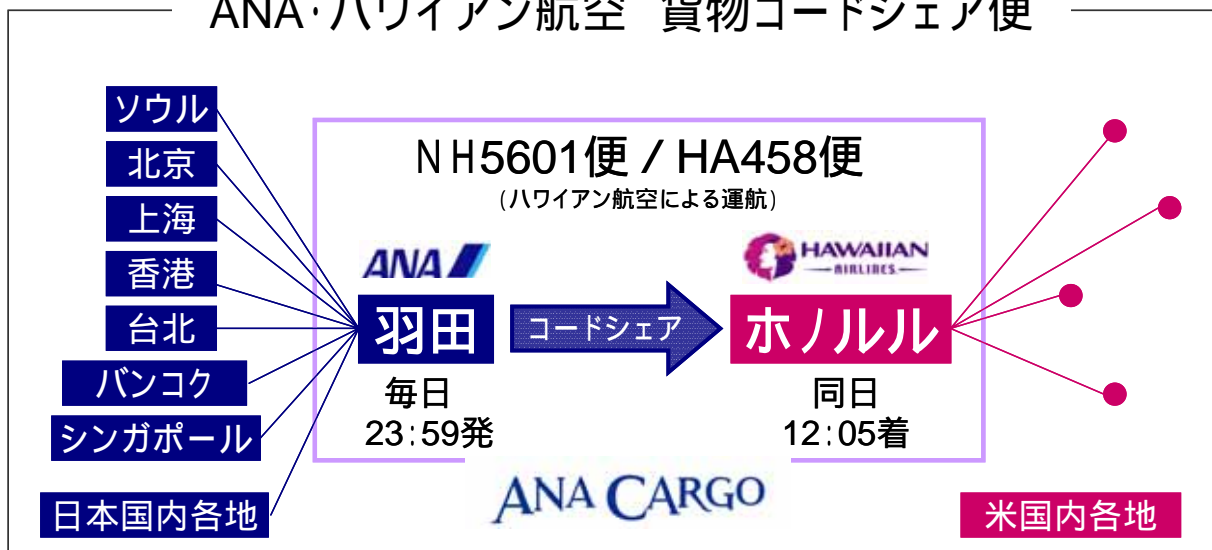 ANA・ハワイアン航空 貨物コードシェア便
ソウル
北京
上海
香港
台北
バンコク
シンガポール
日本国内各地
NH5601便 / HA458便
(ハワイアン航空による運航)
ANA
羽田
毎日
23:59発
コードシェア
HAWAIIAN
AIRLINES
ホノルル
同日
12:05着
ANA CARGO
米国内各地